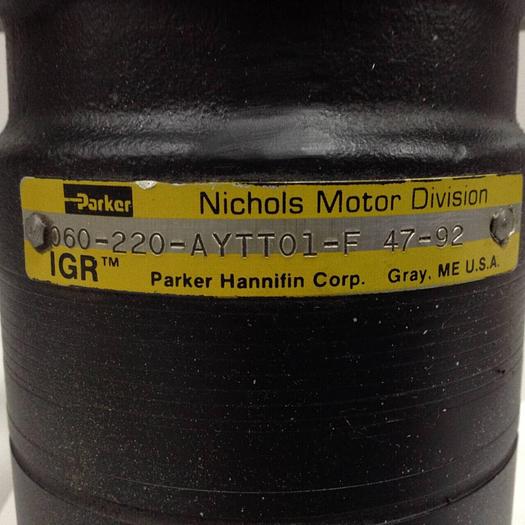 Parker Nichols Motor Division
060-220-AYTT01-F 47-92
IGR™ Parker Hannifin Corp. Gray, ME U.S.A.